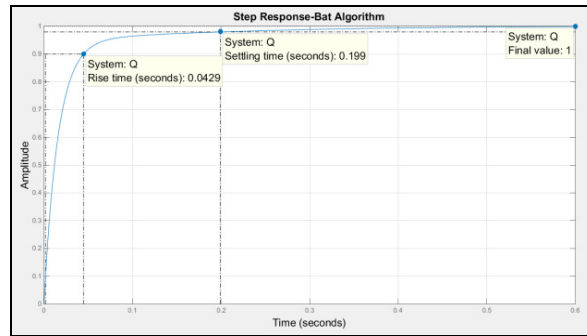 Step Response-Bat Algorithm
System: Q
Final value: 1
System: Q
Settling time (seconds): 0.199
System: Q
Rise time (seconds): 0.0429
Amplitude
1
0.9
0.8
0.7
0.6
0.5
0.4
0.3
0.2
0.1
0
0
0.1
0.2
0.3
0.4
0.5
0.6
Time (seconds)